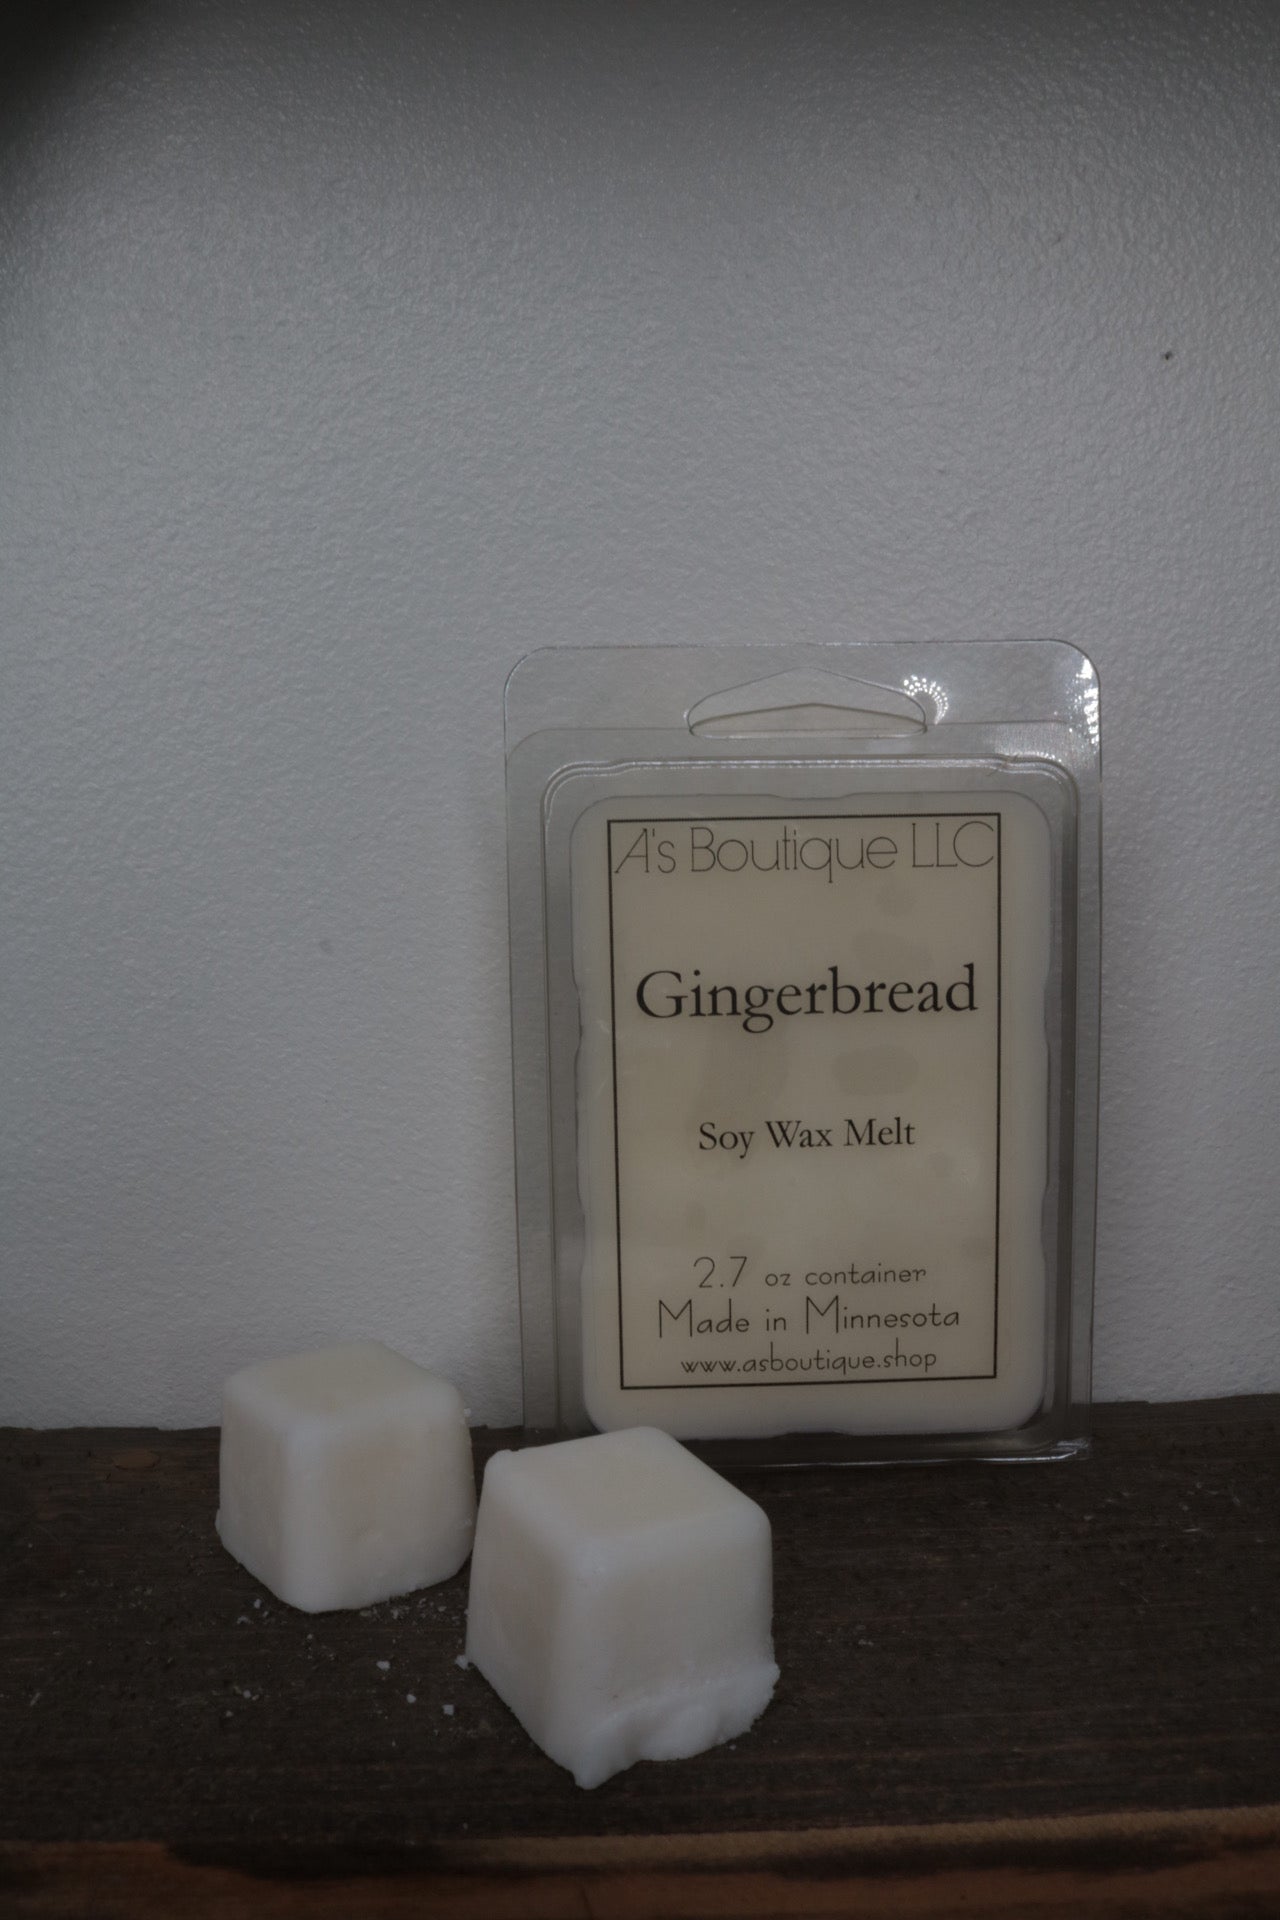 A's Boutique LLC
Gingerbread
Soy Wax Melt
2.7 oz container
Made in Minnesota
www.asboutique.shop